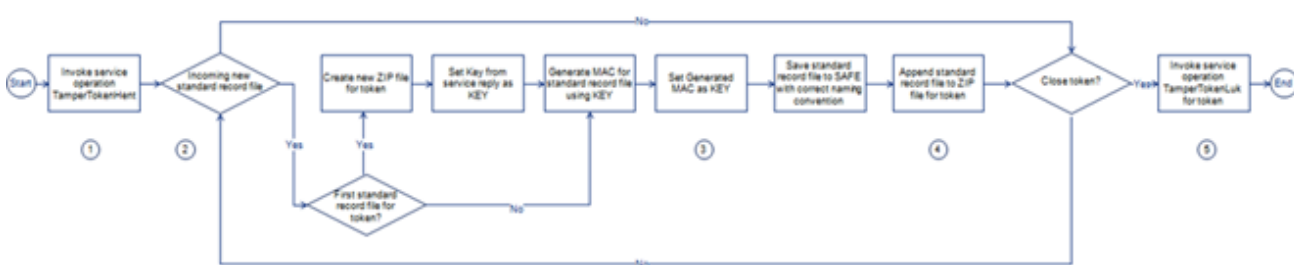 No
Start
Invoke service
operation
TamperTokenHent
Incoming new
standard record file
Create new ZIP file
for token
Set Key from
service reply as
KEY
Generate MAC for
standard record file
using KEY
Set Generated
MAC as KEY
Save standard
record file to SAFE
with correct naming
convention
Append standard
record file to ZIP
file for token
Close token?
Yes
Invoke service
operation
TamperTokenLuk
for token
End
1
2
Yes
Yes
3
4
5
First standard
record file for
token?
No
No